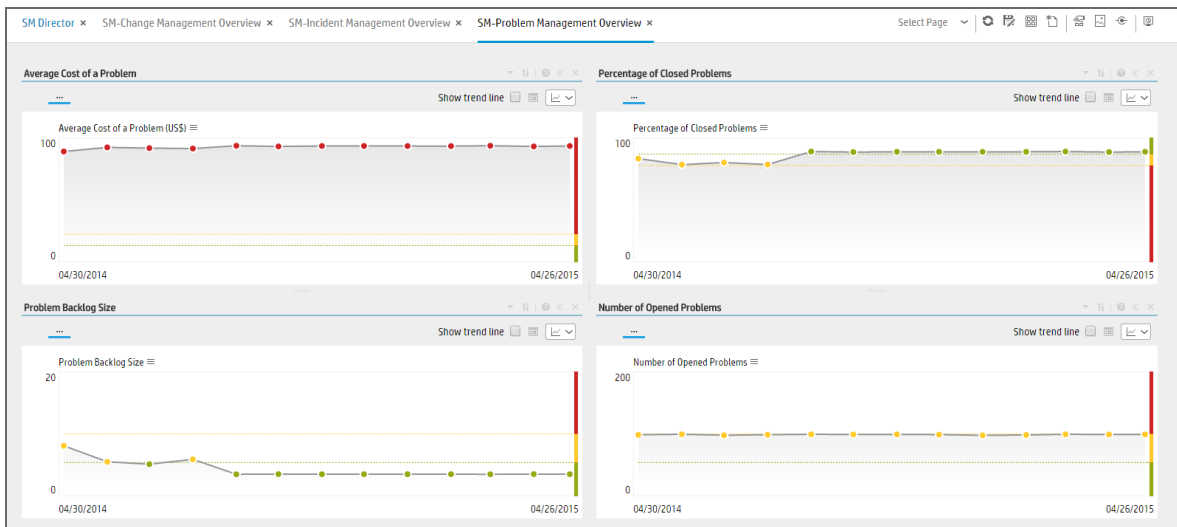 SM Director × SM-Change Management Overview × SM-Incident Management Overview × SM-Problem Management Overview × Select Page
Average Cost of a Problem
...
Show trend line
Average Cost of a Problem (US$)
100
0
04/30/2014 04/26/2015
Percentage of Closed Problems
...
Show trend line
Percentage of Closed Problems
100
0
04/30/2014 04/26/2015
Problem Backlog Size
...
Show trend line
Problem Backlog Size
20
0
04/30/2014 04/26/2015
Number of Opened Problems
...
Show trend line
Number of Opened Problems
200
0
04/30/2014 04/26/2015